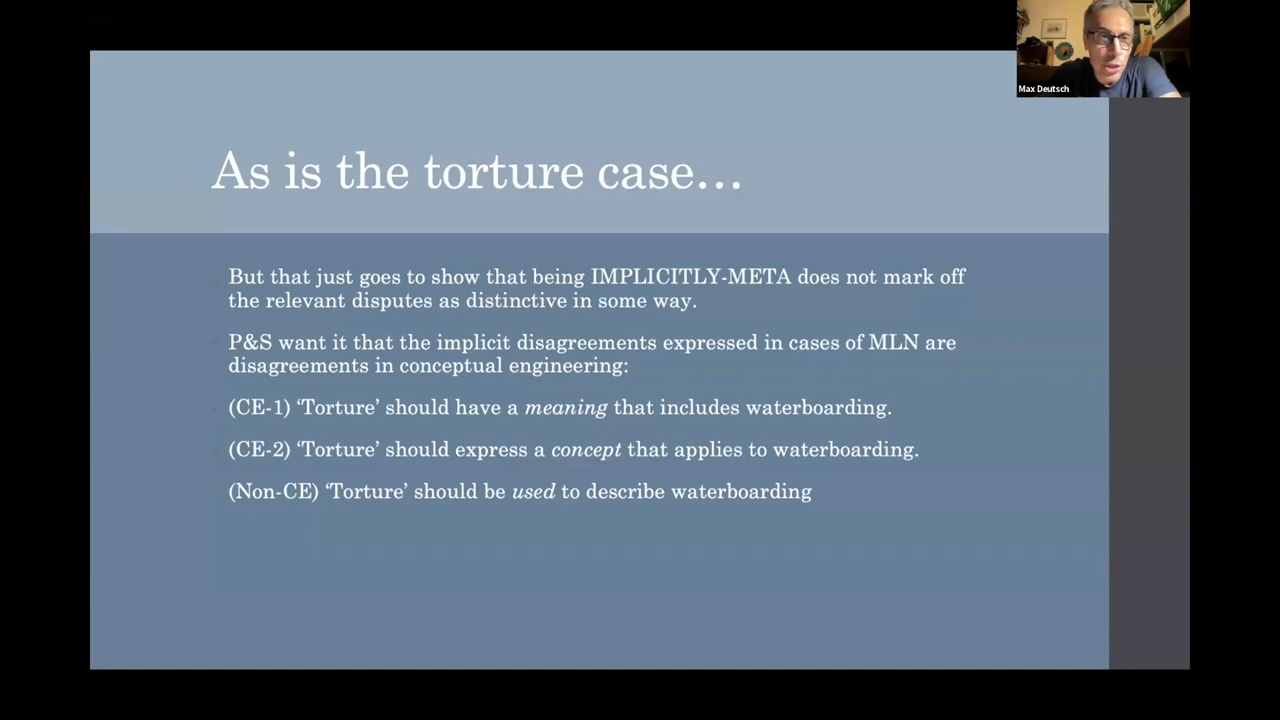 Max Deutsch
As is the torture case…
But that just goes to show that being IMPLICITLY-META does not mark off
the relevant disputes as distinctive in some way.
P&S want it that the implicit disagreements expressed in cases of MLN are
disagreements in conceptual engineering:
(CE-1) ‘Torture’ should have a meaning that includes waterboarding.
(CE-2) ‘Torture’ should express a concept that applies to waterboarding.
(Non-CE) ‘Torture’ should be used to describe waterboarding